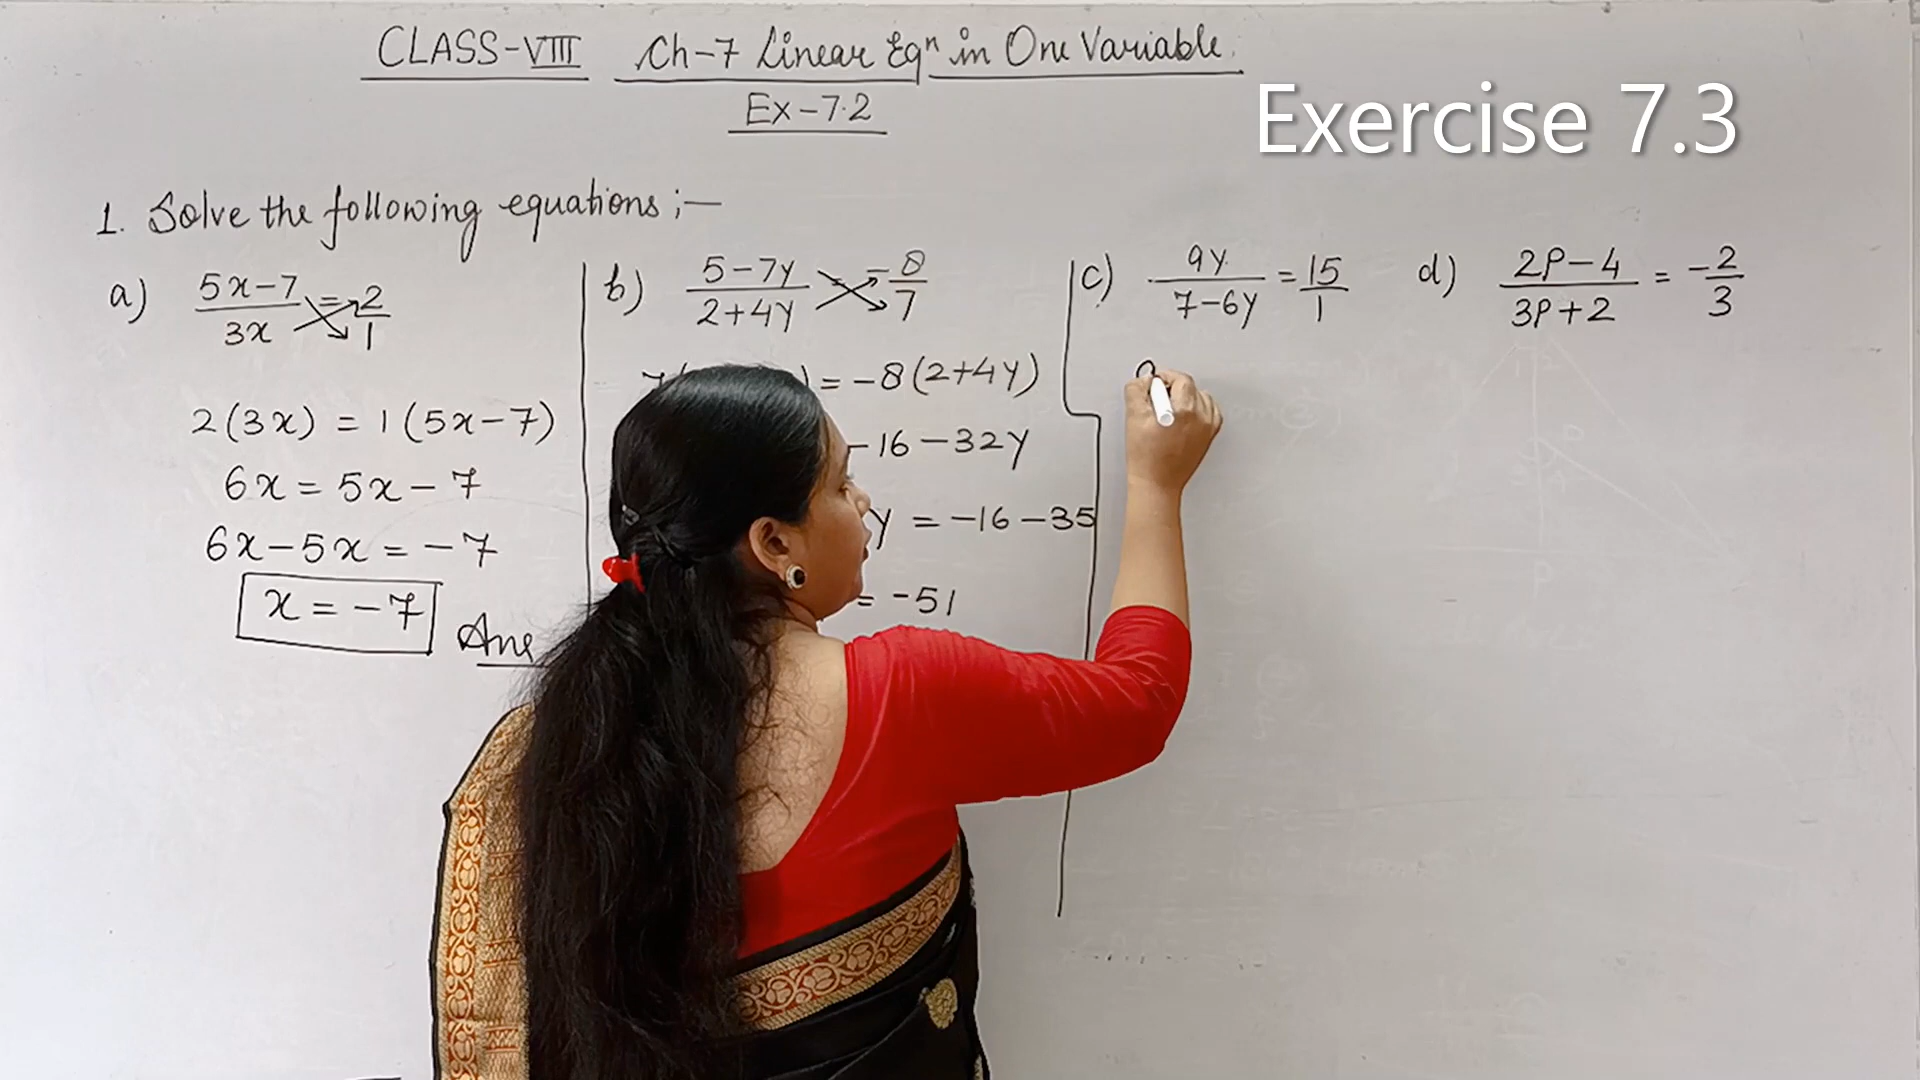 CLASS-VIII Ch-7 Linear Eqⁿ in One Variable.
Ex-7.2
Exercise 7.3
1. Solve the following equations ;—
a) (5x-7)/(3x) = 2/1
2(3x) = 1(5x-7)
6x = 5x-7
6x-5x = -7
x = -7 Ans
b) (5-7y)/(2+4y) = -8/7
) = -8(2+4y)
-16-32y
y = -16-35
= -51
c) 9y/(7-6y) = 15/1
d) (2P-4)/(3P+2) = -2/3